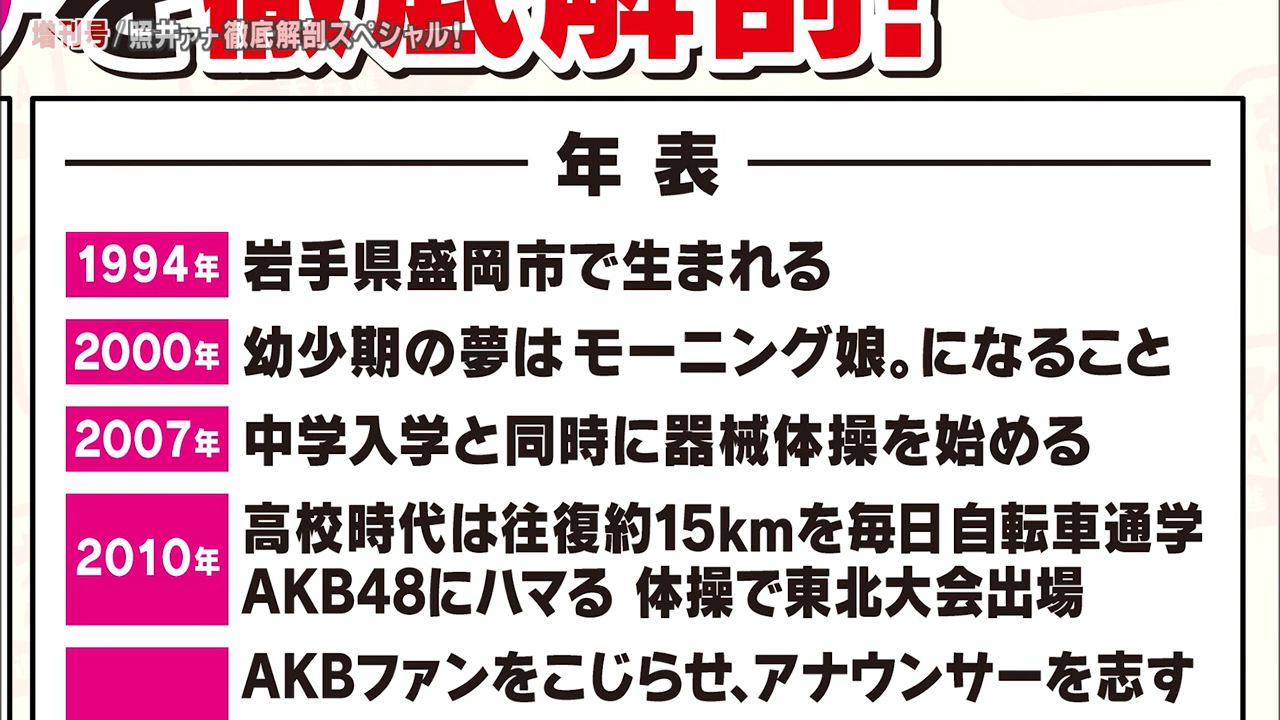 を徹底解剖!
増刊号/照井アナ徹底解剖スペシャル!
年表
1994年 岩手県盛岡市で生まれる
2000年 幼少期の夢はモーニング娘。になること
2007年 中学入学と同時に器械体操を始める
2010年 高校時代は往復約15kmを毎日自転車通学
AKB48にハマる 体操で東北大会出場
AKBファンをこじらせ、アナウンサーを志す